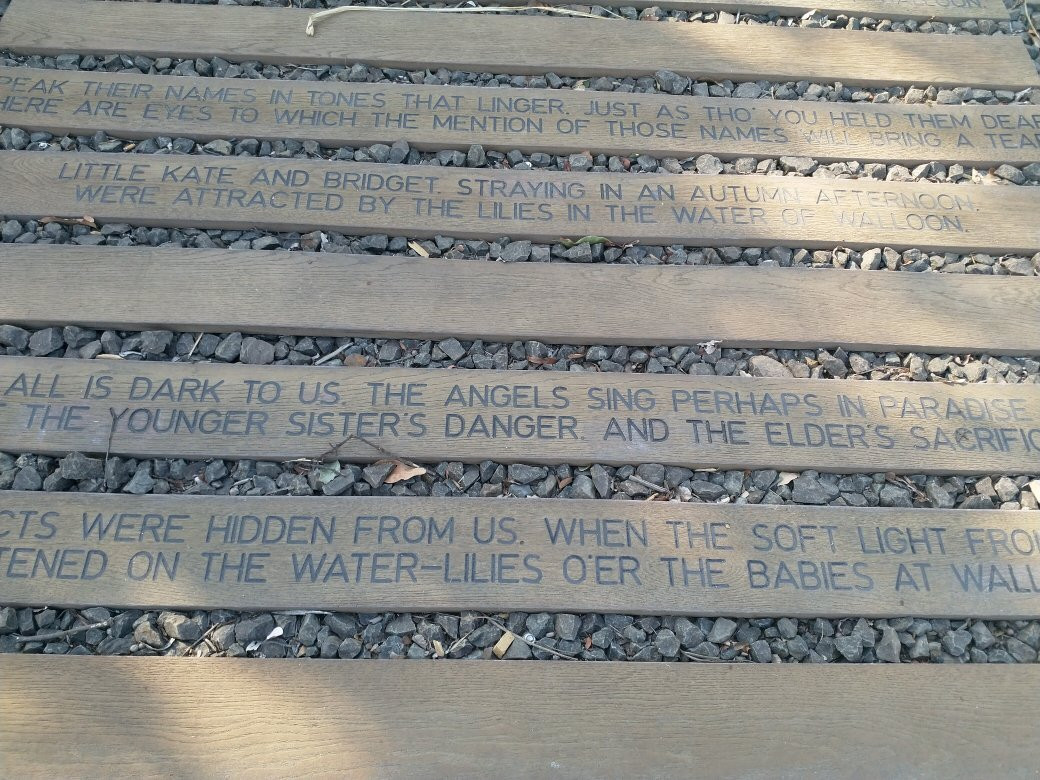 WALLOON.
PEAK THEIR NAMES IN TONES THAT LINGER. JUST AS THO' YOU HELD THEM DEAR
HERE ARE EYES TO WHICH THE MENTION OF THOSE NAMES WILL BRING A TEAR
LITTLE KATE AND BRIDGET, STRAYING IN AN AUTUMN AFTERNOON.
WERE ATTRACTED BY THE LILIES IN THE WATER OF WALLOON.
ALL IS DARK TO US. THE ANGELS SING PERHAPS IN PARADISE
THE YOUNGER SISTER'S DANGER. AND THE ELDER'S SACRIFIC
CTS WERE HIDDEN FROM US. WHEN THE SOFT LIGHT FRO
TENED ON THE WATER-LILIES O'ER THE BABIES AT WALL